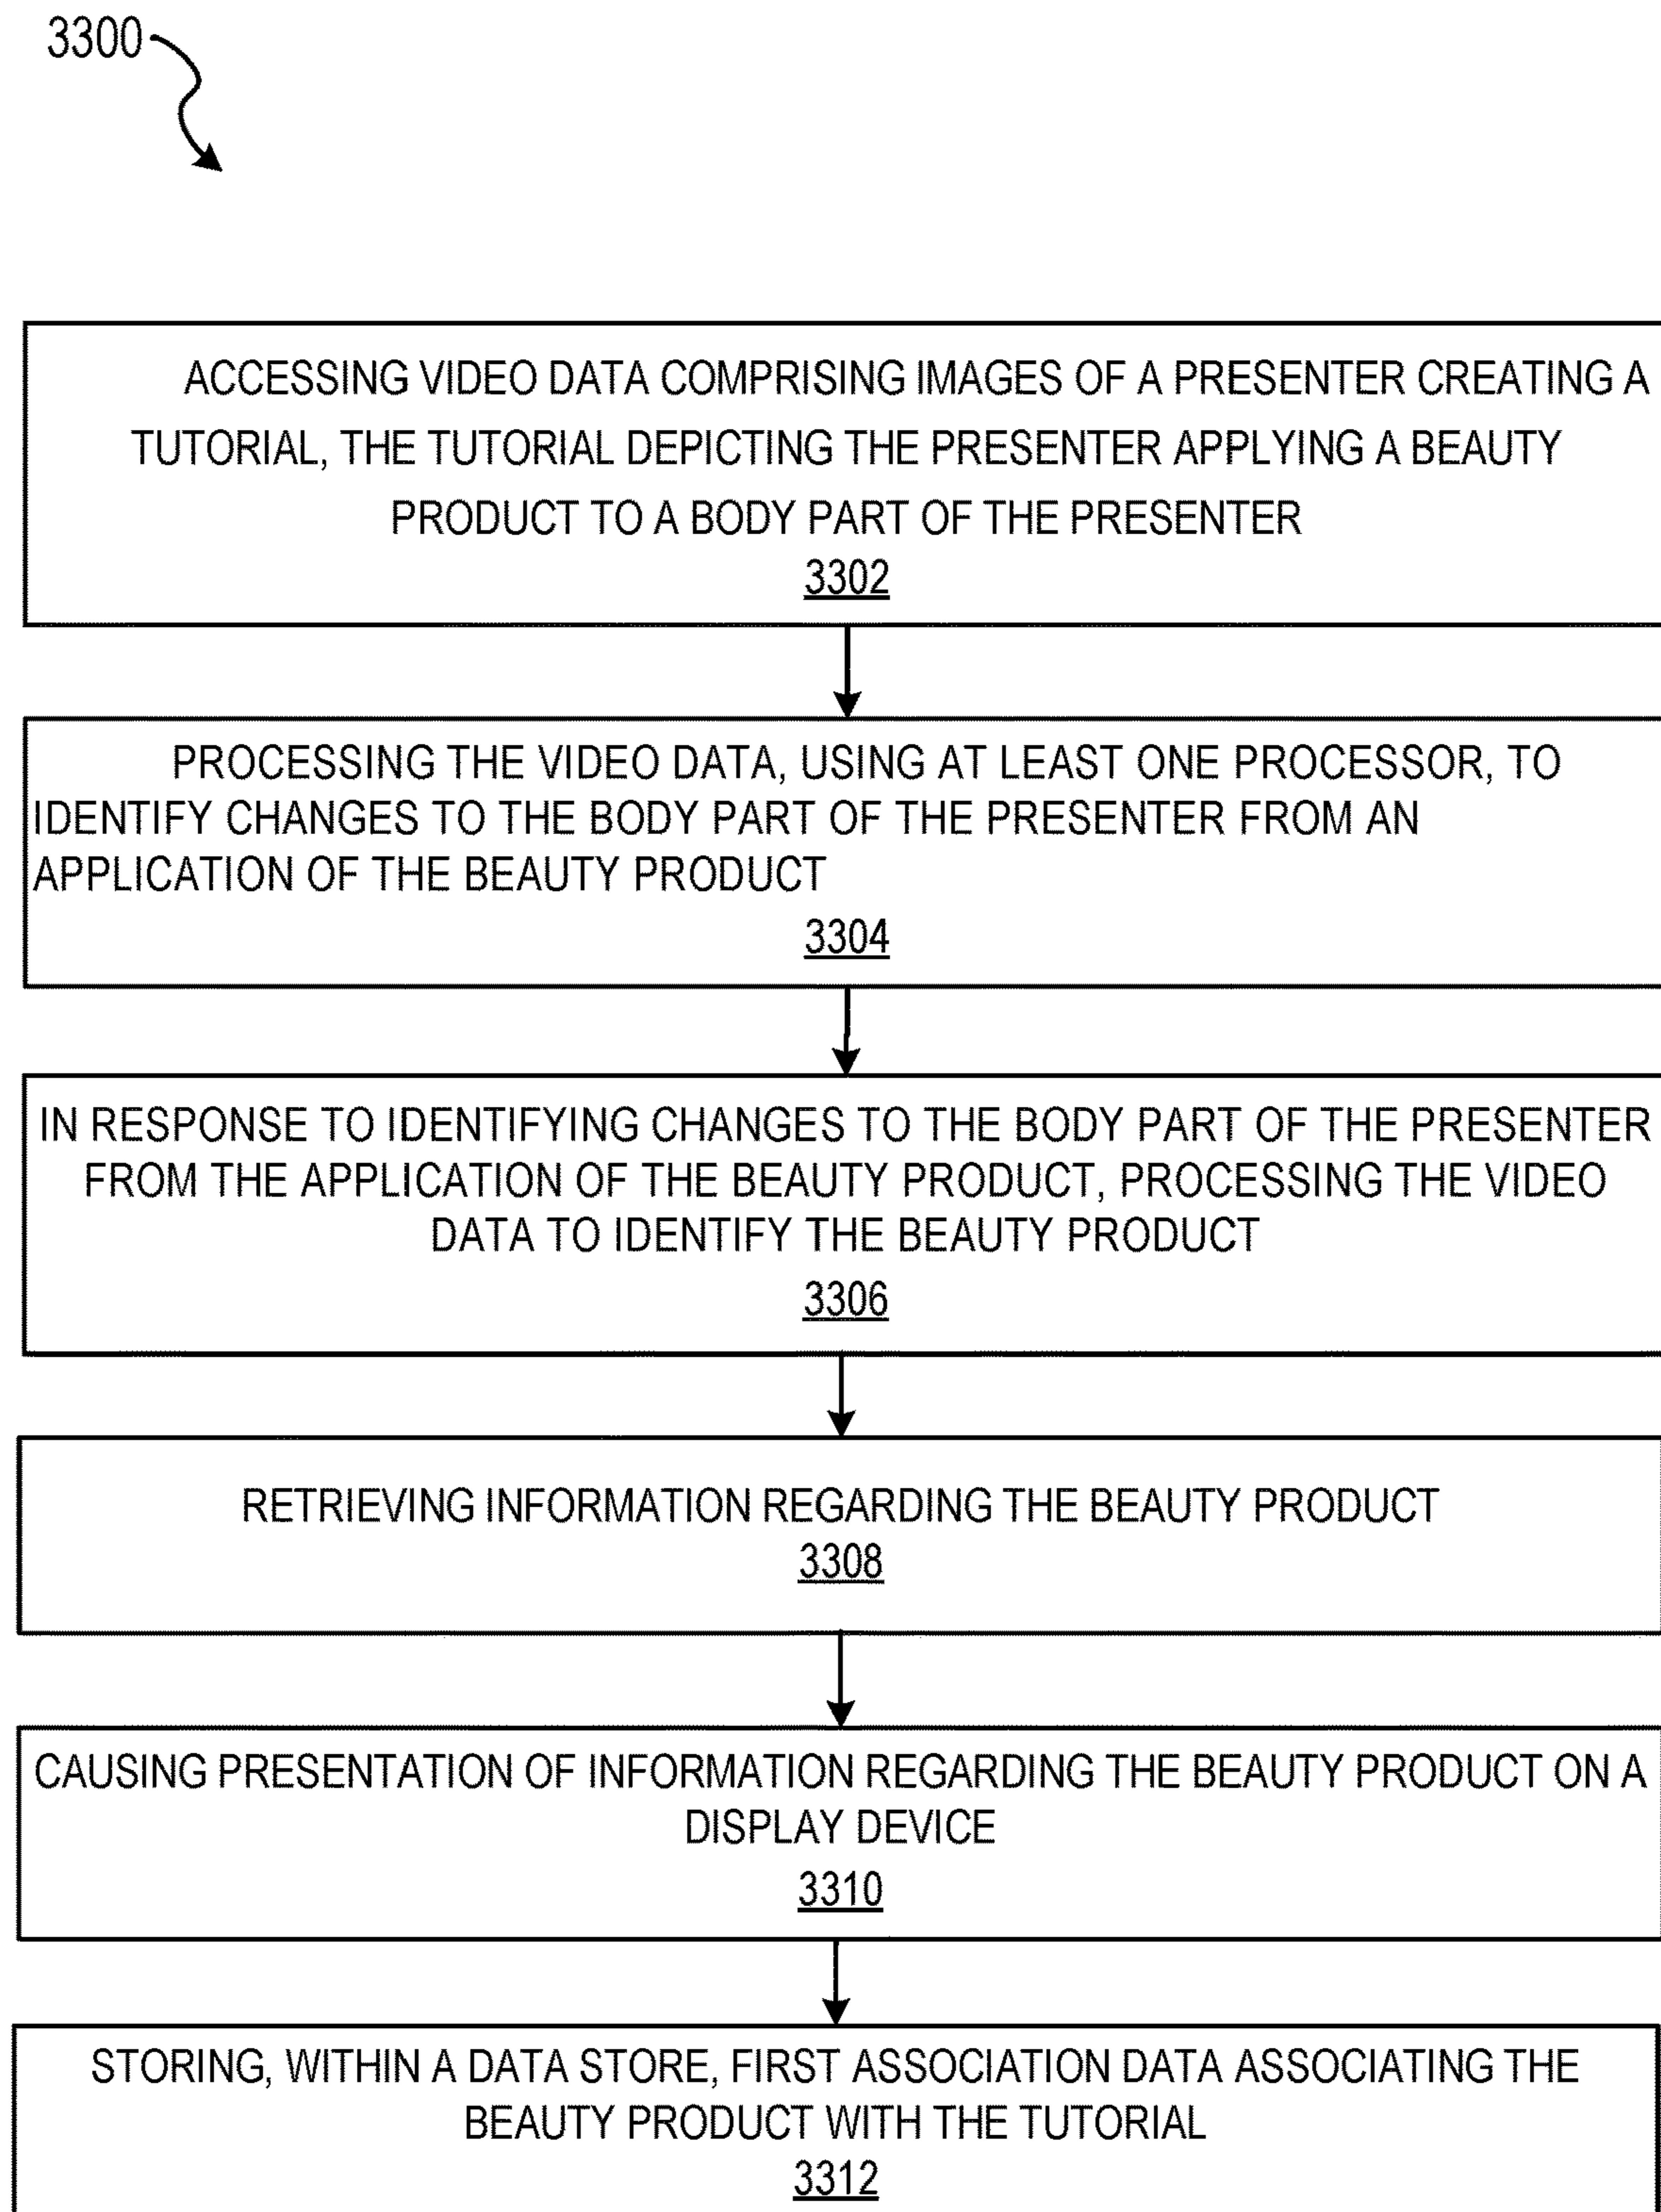 3300
ACCESSING VIDEO DATA COMPRISING IMAGES OF A PRESENTER CREATING A
TUTORIAL, THE TUTORIAL DEPICTING THE PRESENTER APPLYING A BEAUTY
PRODUCT TO A BODY PART OF THE PRESENTER
3302
PROCESSING THE VIDEO DATA, USING AT LEAST ONE PROCESSOR, TO
IDENTIFY CHANGES TO THE BODY PART OF THE PRESENTER FROM AN
APPLICATION OF THE BEAUTY PRODUCT
3304
IN RESPONSE TO IDENTIFYING CHANGES TO THE BODY PART OF THE PRESENTER
FROM THE APPLICATION OF THE BEAUTY PRODUCT, PROCESSING THE VIDEO
DATA TO IDENTIFY THE BEAUTY PRODUCT
3306
RETRIEVING INFORMATION REGARDING THE BEAUTY PRODUCT
3308
CAUSING PRESENTATION OF INFORMATION REGARDING THE BEAUTY PRODUCT ON A
DISPLAY DEVICE
3310
STORING, WITHIN A DATA STORE, FIRST ASSOCIATION DATA ASSOCIATING THE
BEAUTY PRODUCT WITH THE TUTORIAL
3312